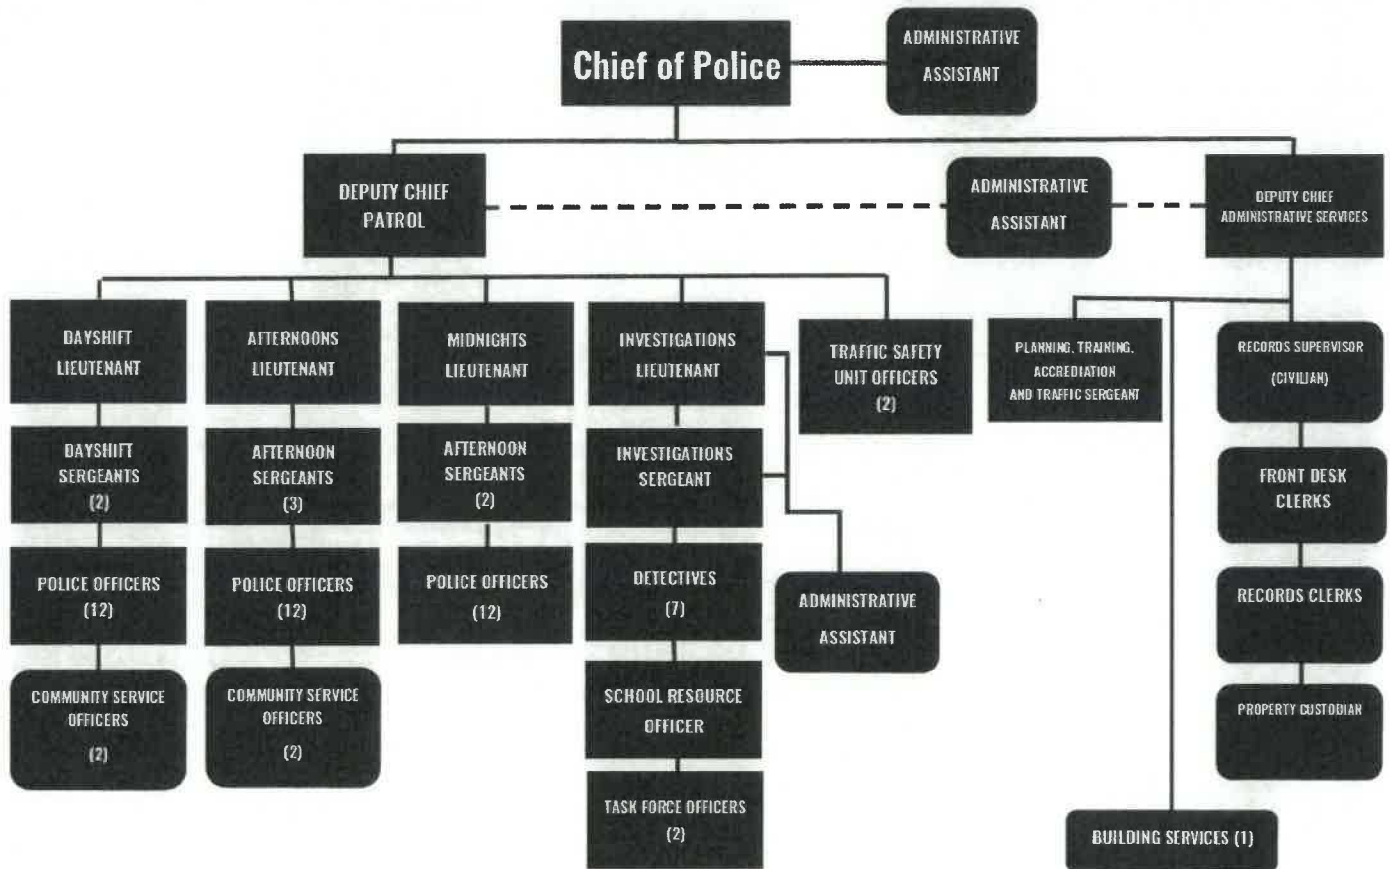 Chief of Police
ADMINISTRATIVE
ASSISTANT
DEPUTY CHIEF
PATROL
ADMINISTRATIVE
ASSISTANT
DEPUTY CHIEF
ADMINISTRATIVE SERVICES
DAYSHIFT
LIEUTENANT
AFTERNOONS
LIEUTENANT
MIDNIGHTS
LIEUTENANT
INVESTIGATIONS
LIEUTENANT
TRAFFIC SAFETY
UNIT OFFICERS
(2)
PLANNING, TRAINING,
ACCREDIATION
AND TRAFFIC SERGEANT
RECORDS SUPERVISOR
(CIVILIAN)
DAYSHIFT
SERGEANTS
(2)
AFTERNOON
SERGEANTS
(3)
AFTERNOON
SERGEANTS
(2)
INVESTIGATIONS
SERGEANT
FRONT DESK
CLERKS
POLICE OFFICERS
(12)
POLICE OFFICERS
(12)
POLICE OFFICERS
(12)
DETECTIVES
(7)
ADMINISTRATIVE
ASSISTANT
RECORDS CLERKS
COMMUNITY SERVICE
OFFICERS
(2)
COMMUNITY SERVICE
OFFICERS
(2)
SCHOOL RESOURCE
OFFICER
PROPERTY CUSTODIAN
TASK FORCE OFFICERS
(2)
BUILDING SERVICES (1)